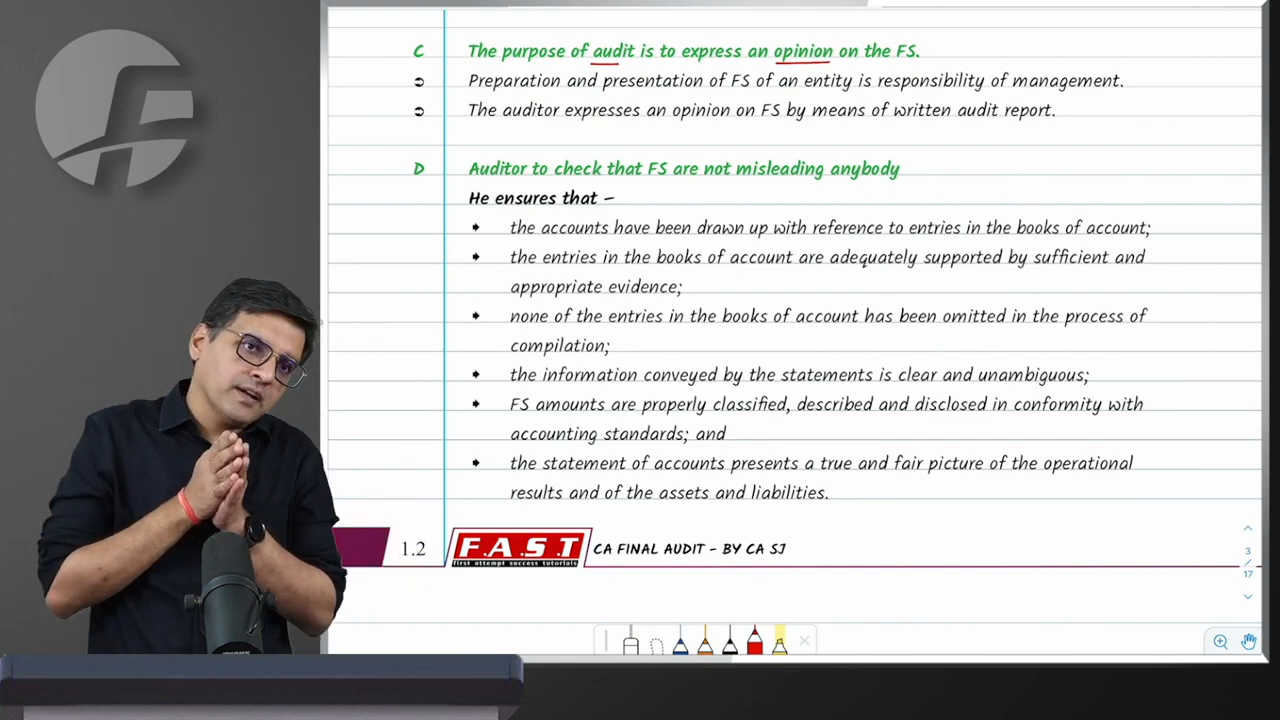 C The purpose of audit is to express an opinion on the FS.
➲ Preparation and presentation of FS of an entity is responsibility of management.
➲ The auditor expresses an opinion on FS by means of written audit report.
D Auditor to check that FS are not misleading anybody
He ensures that –
➧ the accounts have been drawn up with reference to entries in the books of account;
➧ the entries in the books of account are adequately supported by sufficient and
appropriate evidence;
➧ none of the entries in the books of account has been omitted in the process of
compilation;
➧ the information conveyed by the statements is clear and unambiguous;
➧ FS amounts are properly classified, described and disclosed in conformity with
accounting standards; and
➧ the statement of accounts presents a true and fair picture of the operational
results and of the assets and liabilities.
1.2 F.A.S.T CA FINAL AUDIT - BY CA SJ
first attempt success tutorials
3
/
17